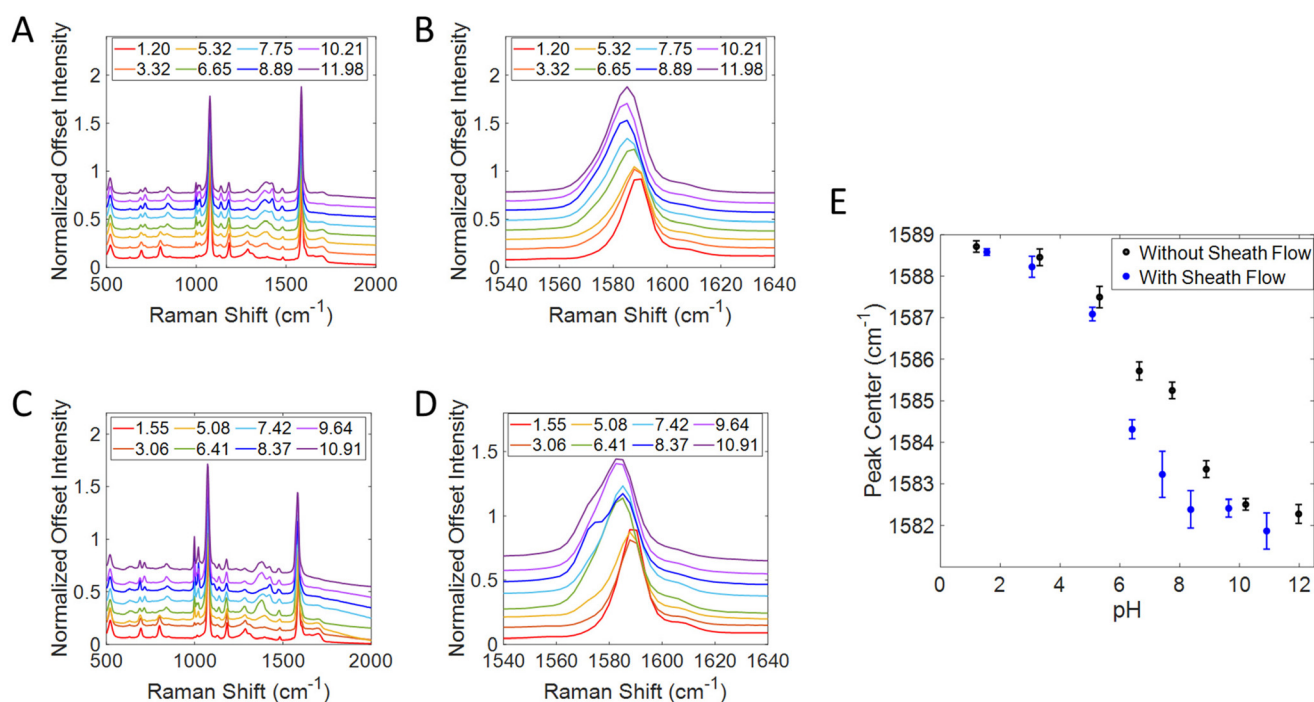 A
Normalized Offset Intensity
2
1.5
1
0.5
0
1.20 5.32 7.75 10.21
3.32 6.65 8.89 11.98
500 1000 1500 2000
Raman Shift (cm⁻¹)
B
Normalized Offset Intensity
2
1.5
1
0.5
0
1.20 5.32 7.75 10.21
3.32 6.65 8.89 11.98
1540 1560 1580 1600 1620 1640
Raman Shift (cm⁻¹)
C
Normalized Offset Intensity
2
1.5
1
0.5
0
1.55 5.08 7.42 9.64
3.06 6.41 8.37 10.91
500 1000 1500 2000
Raman Shift (cm⁻¹)
D
Normalized Offset Intensity
1.5
1
0.5
0
1.55 5.08 7.42 9.64
3.06 6.41 8.37 10.91
1540 1560 1580 1600 1620 1640
Raman Shift (cm⁻¹)
E
Peak Center (cm⁻¹)
1589
1588
1587
1586
1585
1584
1583
1582
Without Sheath Flow
With Sheath Flow
0 2 4 6 8 10 12
pH